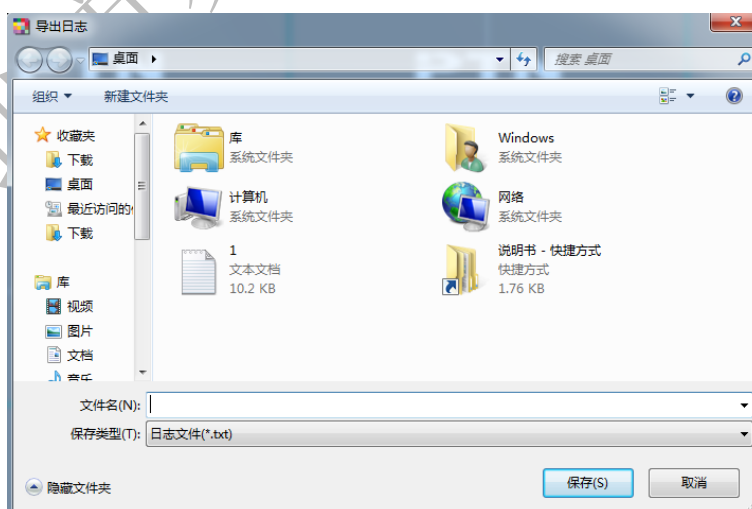 导出日志
桌面
搜索 桌面
组织
新建文件夹
收藏夹
下载
桌面
最近访问的
下载
库
视频
图片
文档
音乐
库
系统文件夹
Windows
系统文件夹
计算机
系统文件夹
网络
系统文件夹
1
文本文档
10.2 KB
说明书 - 快捷方式
快捷方式
1.76 KB
文件名(N):
保存类型(T): 日志文件(*.txt)
隐藏文件夹
保存(S)
取消